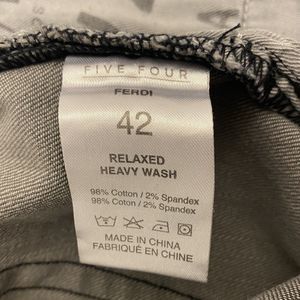 FIVE FOUR
FERDI
42
RELAXED
HEAVY WASH
98% Cotton / 2% Spandex
98% Cotton / 2% Spandex
MADE IN CHINA
FABRIQUÉ EN CHINE